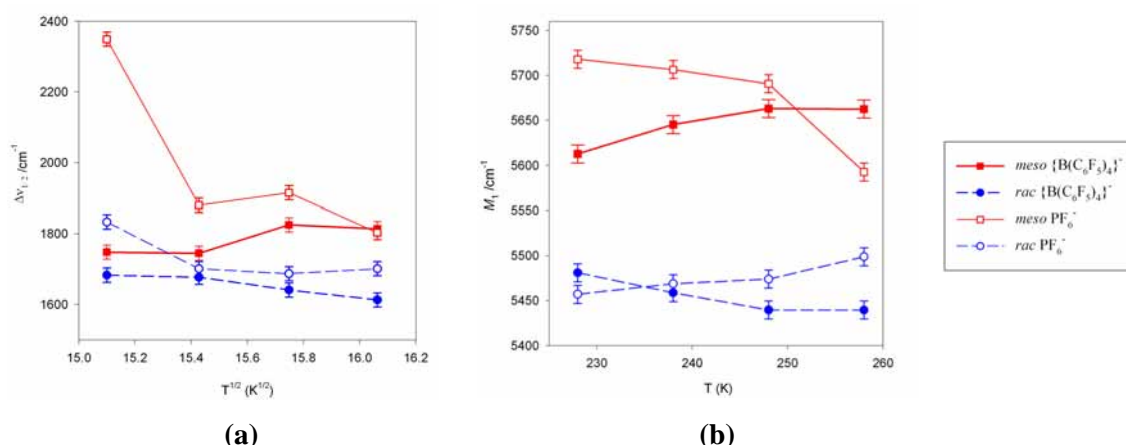 2400
2200
2000
1800
1600
Δν₁/₂ /cm⁻¹
15.0 15.2 15.4 15.6 15.8 16.0 16.2
T¹/² (K¹/²)
(a)
5750
5700
5650
5600
5550
5500
5450
5400
M₁ /cm⁻¹
230 240 250 260
T (K)
(b)
meso {B(C₆F₅)₄}⁻
rac {B(C₆F₅)₄}⁻
meso PF₆⁻
rac PF₆⁻